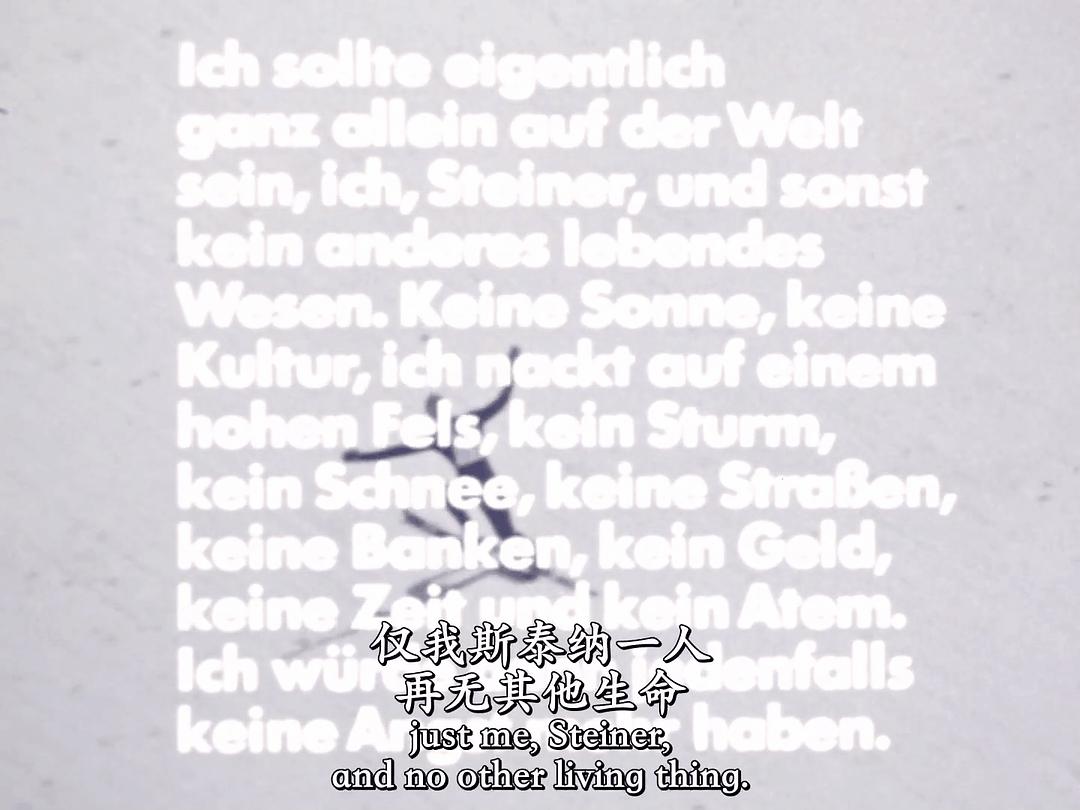 Ich sollte eigentlich
ganz allein auf der Welt
sein, ich, Steiner, und sonst
kein anderes lebendes
Wesen. Keine Sonne, keine
Kultur, ich nackt auf einem
hohen Fels, kein Sturm,
kein Schnee, keine Straßen,
keine Banken, kein Geld,
keine Zeit und kein Atem.
Ich
keine haben.
仅我斯泰纳一人
再无其他生命
just me, Steiner,
and no other living thing.